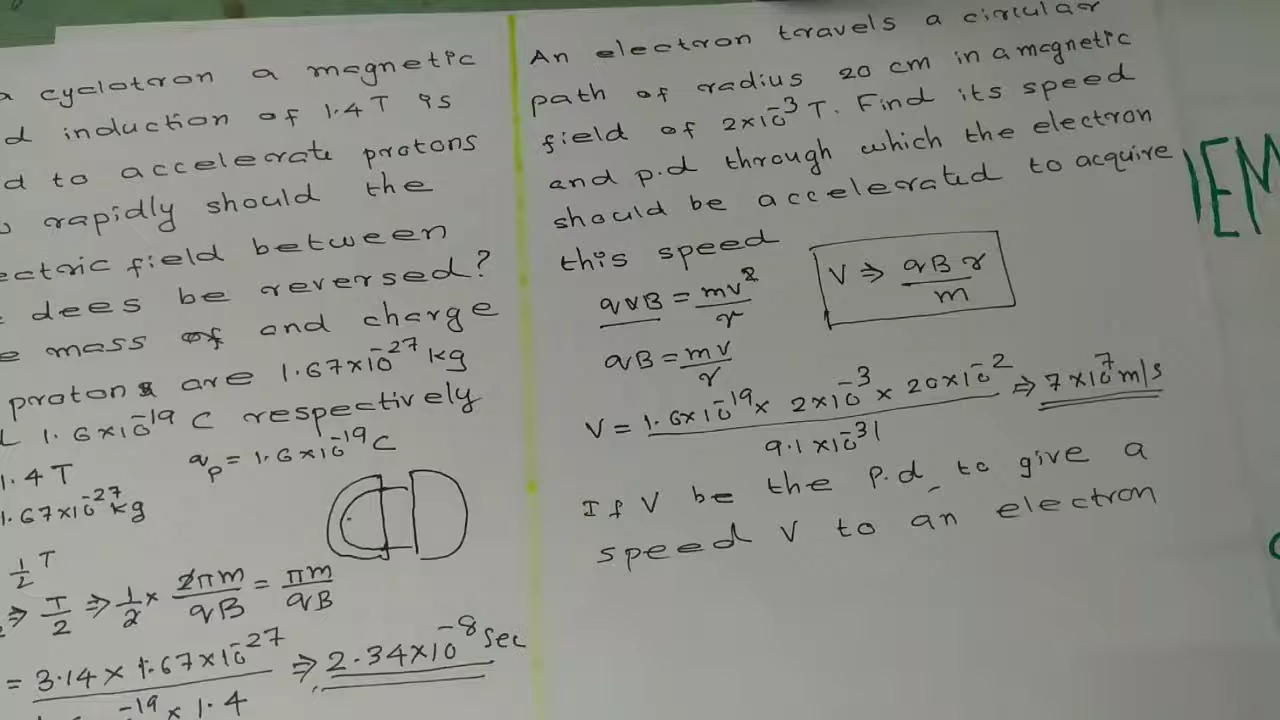 cyclotron a magnetic
induction of 1.4T is
to accelerate protons
rapidly should the
field between
dees be reversed?
mass of and charge
protons are 1.67×10^-27 kg
1.6×10^-19 C respectively
1.4T q_p = 1.6×10^-19 C
1.67×10^-27 kg
1/2 T
⇒ T/2 ⇒ 1/2 × 2πm/qB = πm/qB
= 3.14 × 1.67×10^-27 / -19 × 1.4 ⇒ 2.34×10^-8 sec
An electron travels a circular
path of radius 20 cm in a magnetic
field of 2×10^-3 T. Find its speed
and p.d through which the electron
should be accelerated to acquire
this speed
qvB = mv²/r V ⇒ qBr/m
qB = mv/r
V = 1.6×10^-19 × 2×10^-3 × 20×10^-2 / 9.1×10^-31 ⇒ 7×10^7 m/s
If V be the p.d to give a
speed V to an electron